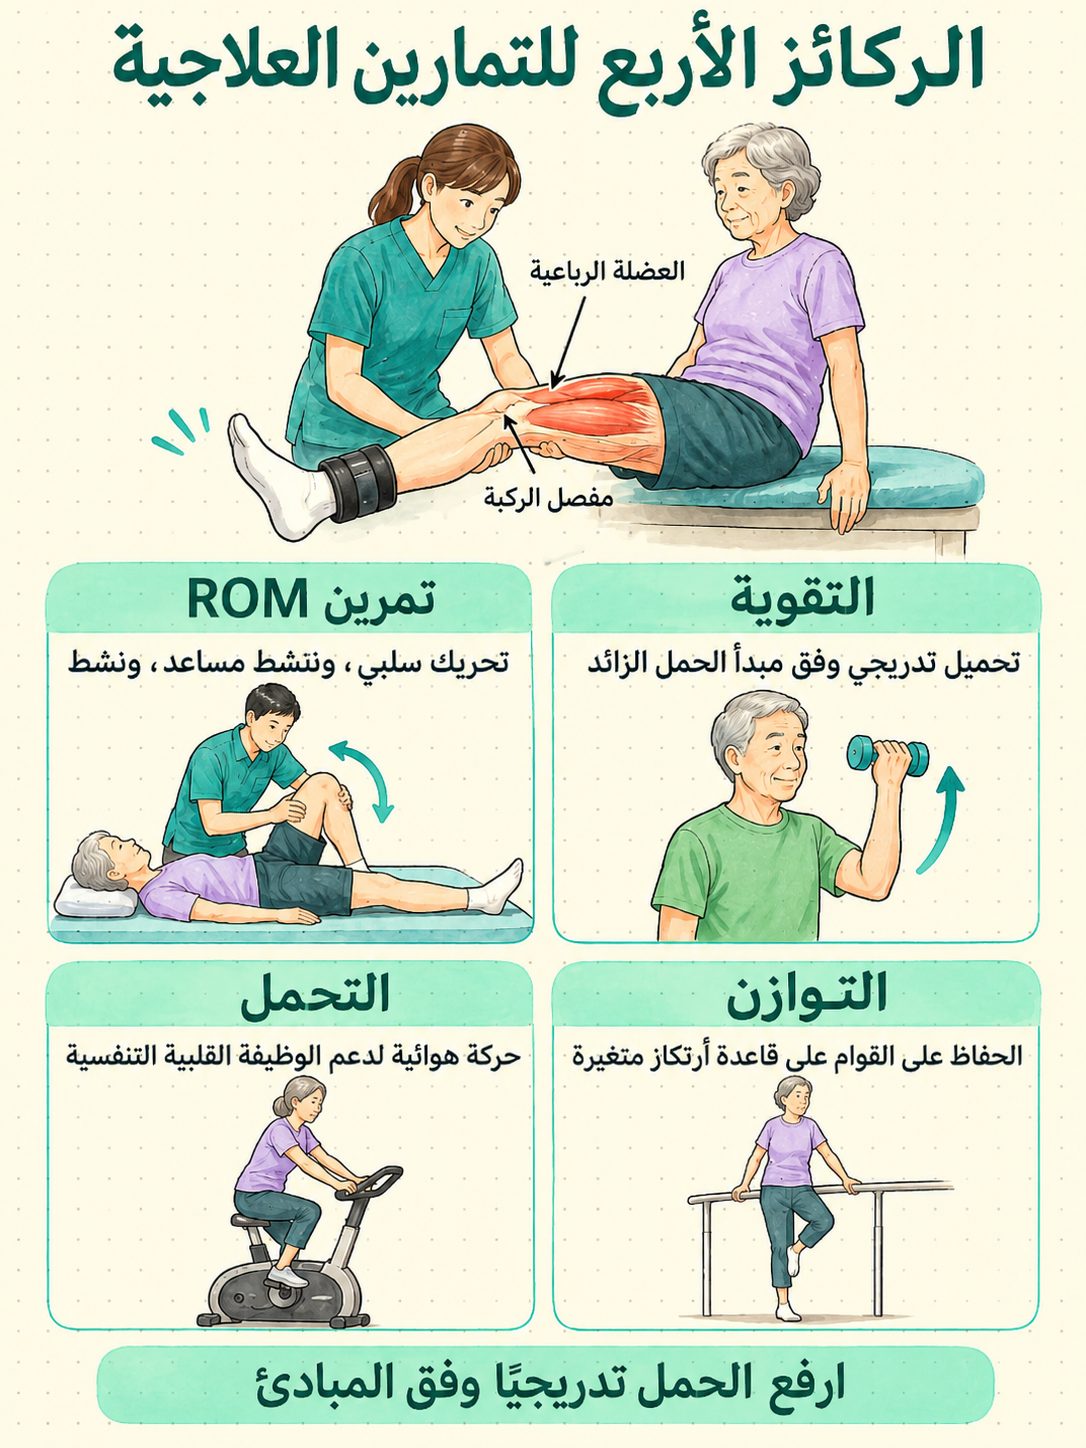 الركائز الأربع للتمارين العلاجية
العضلة الرباعية
مفصل الركبة
التقوية
تحميل تدريجي وفق مبدأ الحمل الزائد
تمرين ROM
تحريك سلبي ، وننشط مساعد ، ونشط
التوازن
الحفاظ على القوام على قاعدة أرتكاز متغيرة
التحمل
حركة هوائية لدعم الوظيفة القلبية التنفسية
ارفع الحمل تدريجيًا وفق المبادئ